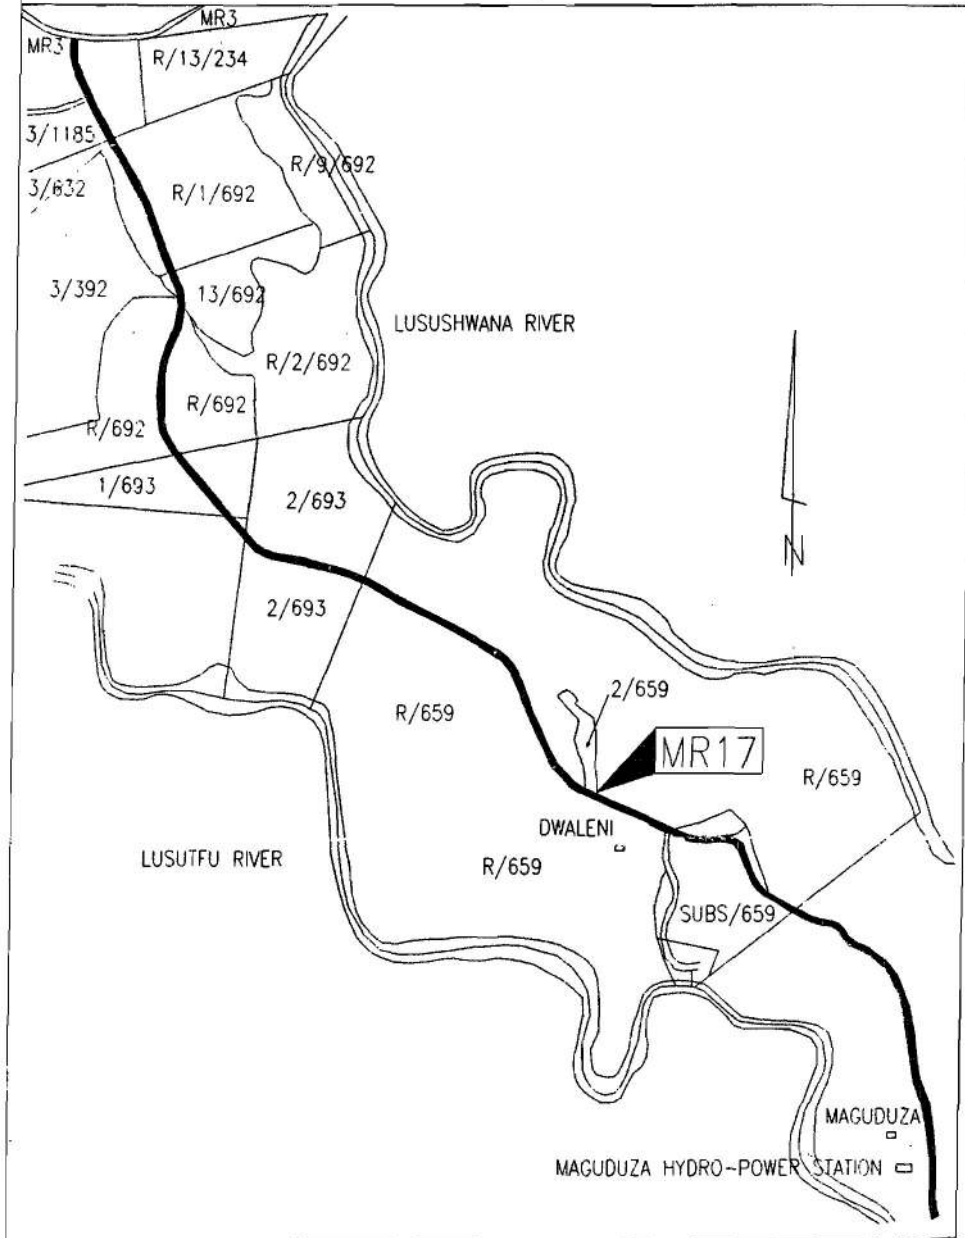 MR3
MR3
R/13/234
3/1185
R/9/692
3/632
R/1/692
3/392
13/692
LUSUSHWANA RIVER
R/2/692
R/692
R/692
1/693
2/693
N
2/693
2/659
R/659
MR17
R/659
DWALENI
LUSUTFU RIVER
R/659
SUBS/659
MAGUDUZA
MAGUDUZA HYDRO-POWER STATION